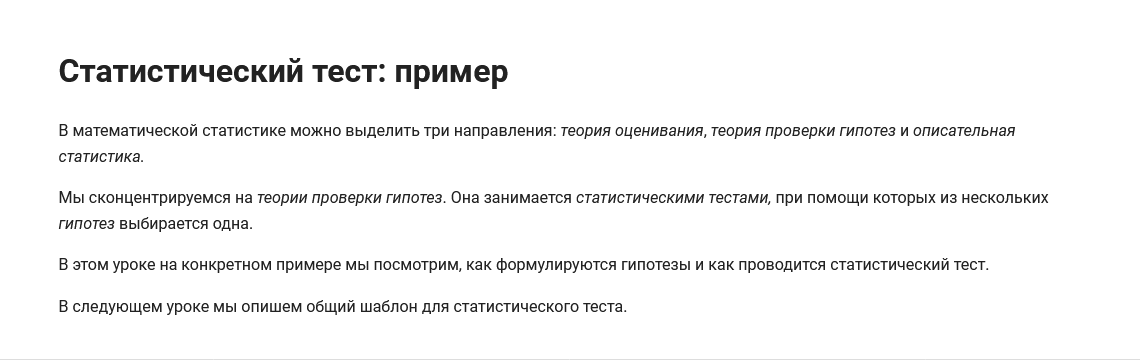 Статистический тест: пример
В математической статистике можно выделить три направления: теория оценивания, теория проверки гипотез и описательная
статистика.
Мы сконцентрируемся на теории проверки гипотез. Она занимается статистическими тестами, при помощи которых из нескольких
гипотез выбирается одна.
В этом уроке на конкретном примере мы посмотрим, как формулируются гипотезы и как проводится статистический тест.
В следующем уроке мы опишем общий шаблон для статистического теста.